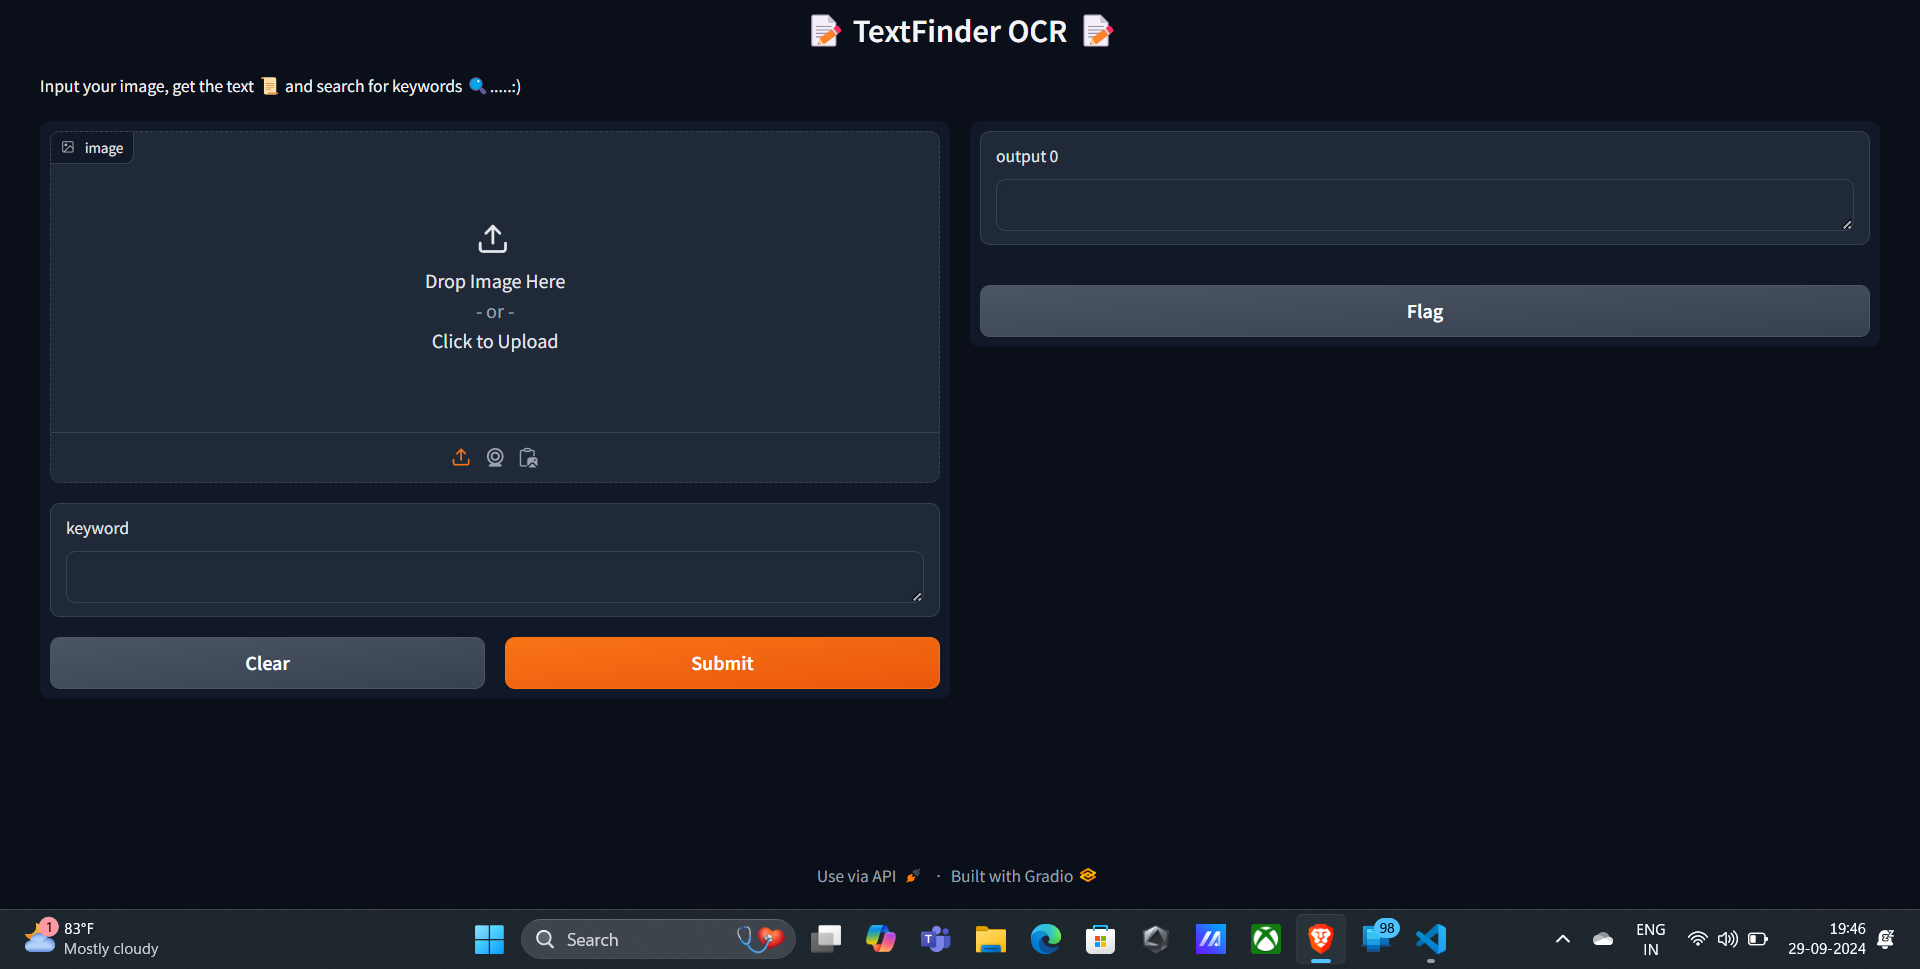 📝 TextFinder OCR 📝
Input your image, get the text 📜 and search for keywords 🔍 .....:)
image
Drop Image Here
- or -
Click to Upload
keyword
Clear
Submit
output 0
Flag
Use via API 🚀 · Built with Gradio
1
83°F
Mostly cloudy
Search
T
98
ENG
IN
19:46
29-09-2024